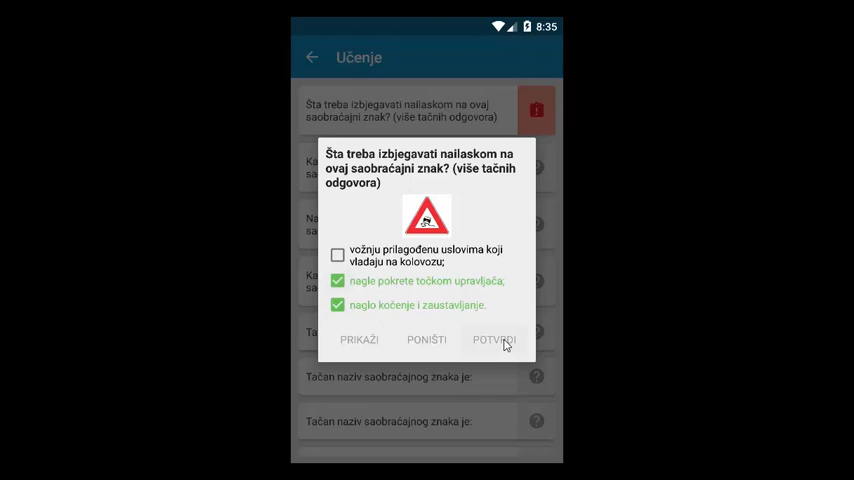 8:35
Učenje
Šta treba izbjegavati nailaskom na ovaj
saobraćajni znak? (više tačnih odgovora)
Šta treba izbjegavati nailaskom na
ovaj saobraćajni znak? (više tačnih
odgovora)
vožnju prilagođenu uslovima koji
vladaju na kolovozu;
nagle pokrete točkom upravljača;
naglo kočenje i zaustavljanje.
PRIKAŽI PONIŠTI POTVRDI
Tačan naziv saobraćajnog znaka je:
Tačan naziv saobraćajnog znaka je: